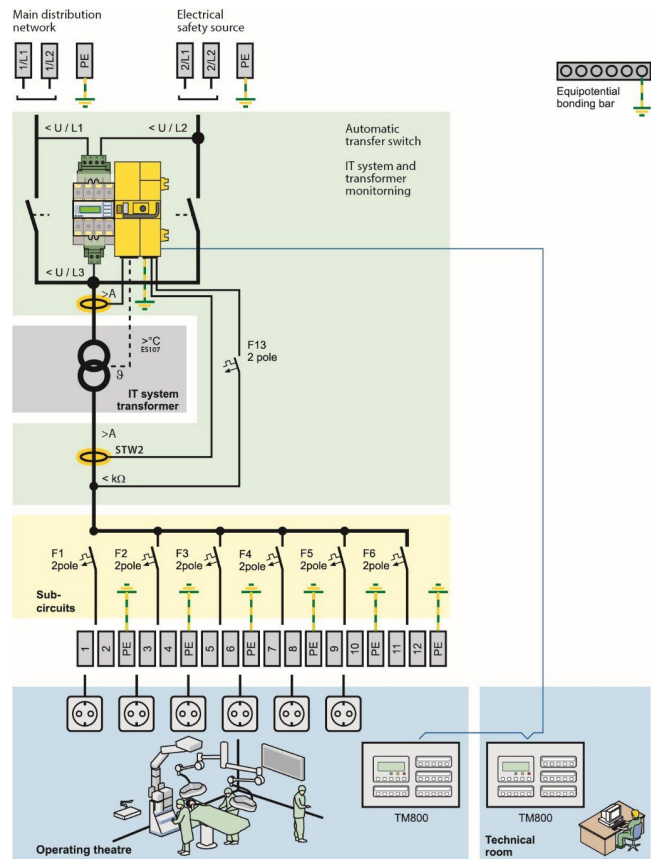 Main distribution
network
Electrical
safety source
1/L1
1/L2
PE
2/L1
2/L2
PE
Equipotential
bonding bar
< U / L1
< U / L2
Automatic
transfer switch
IT system and
transformer
monitorning
< U / L3
>A
>°C
ES107
ϑ
IT system
transformer
F13
2 pole
>A
STW2
< kΩ
F1
2pole
F2
2pole
F3
2pole
F4
2pole
F5
2pole
F6
2pole
Sub-
circuits
1
2
PE
3
4
PE
5
6
PE
7
8
PE
9
10
PE
11
12
PE
TM800
TM800
Operating theatre
Technical
room